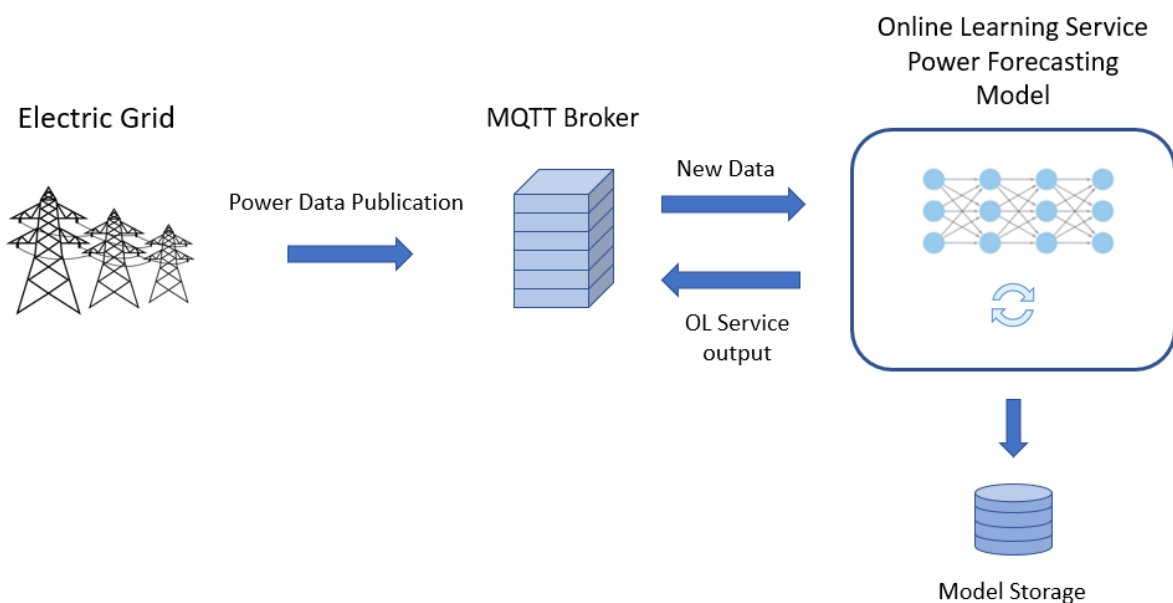 Electric Grid
Power Data Publication
MQTT Broker
New Data
OL Service
output
Online Learning Service
Power Forecasting
Model
Model Storage